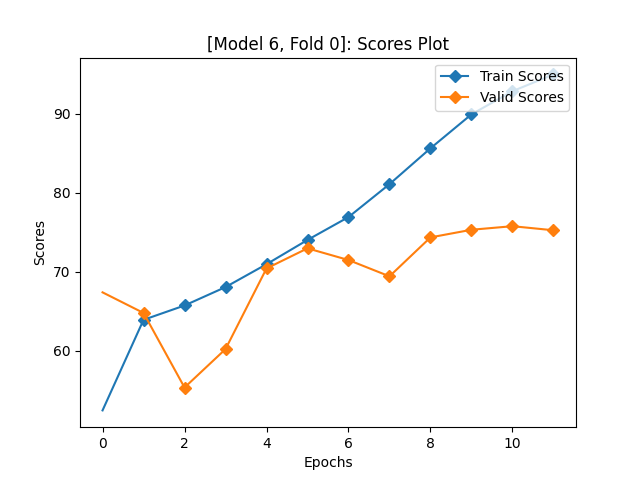 [Model 6, Fold 0]: Scores Plot
Train Scores
Valid Scores
90
80
70
60
Scores
0 2 4 6 8 10
Epochs